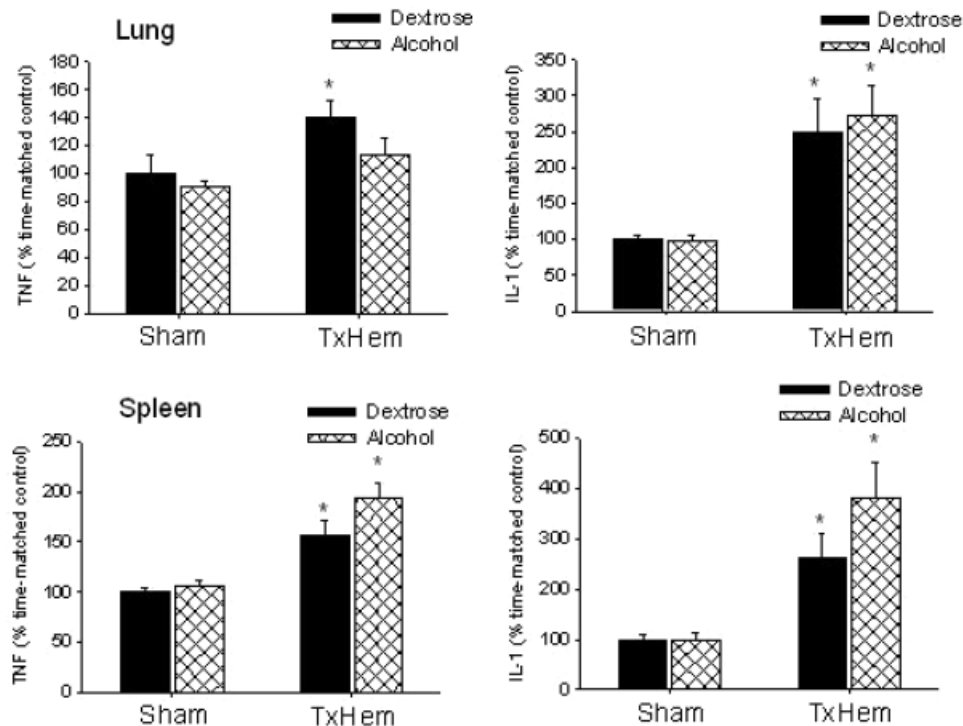 Lung
Dextrose
Alcohol
TNF (% time-matched control)
180
160
140
120
100
80
60
40
20
0
*
Sham
TxHem
Dextrose
Alcohol
IL-1 (% time-matched control)
350
300
250
200
150
100
50
0
*
*
Sham
TxHem
Spleen
Dextrose
Alcohol
TNF (% time-matched control)
250
200
150
100
50
0
*
*
Sham
TxHem
Dextrose
Alcohol
IL-1 (% time-matched control)
500
400
300
200
100
0
*
*
Sham
TxHem